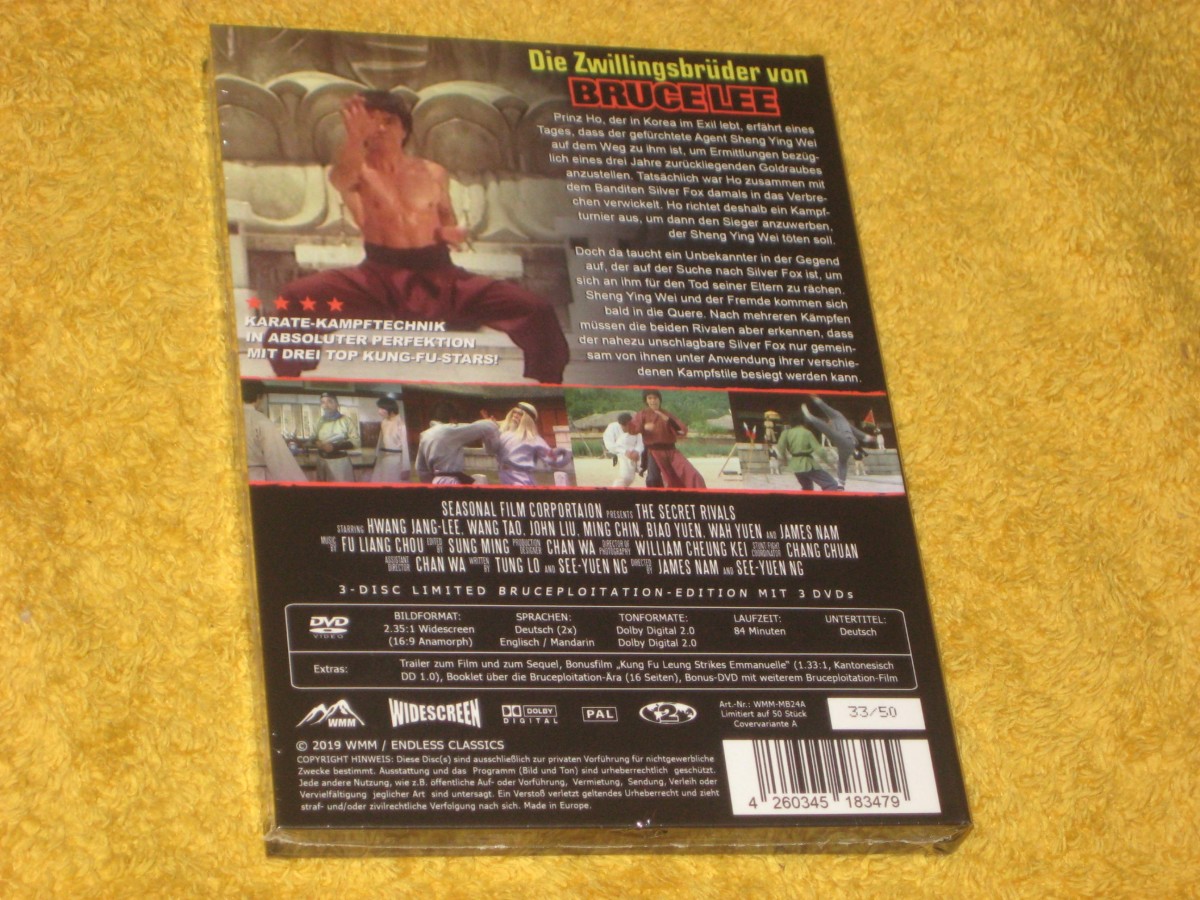 Die Zwillingsbrüder von
BRUCE LEE
Prinz Ho, der in Korea im Exil lebt, erfährt eines
Tages, dass der gefürchtete Agent Sheng Ying Wei
auf dem Weg zu ihm ist, um Ermittlungen bezüg-
lich eines drei Jahre zurückliegenden Goldraubes
anzustellen. Tatsächlich war Ho zusammen mit
dem Banditen Silver Fox damals in das Verbre-
chen verwickelt. Ho richtet deshalb ein Kampf-
turnier aus, um dann den Sieger anzuwerben,
der Sheng Ying Wei töten soll.
Doch da taucht ein Unbekannter in der Gegend
auf, der auf der Suche nach Silver Fox ist, um
sich an ihm für den Tod seiner Eltern zu rächen.
Sheng Ying Wei und der Fremde kommen sich
bald in die Quere. Nach mehreren Kämpfen
müssen die beiden Rivalen aber erkennen, dass
der nahezu unschlagbare Silver Fox nur gemein-
sam von ihnen unter Anwendung ihrer verschie-
denen Kampfstile besiegt werden kann.
KARATE-KAMPFTECHNIK
IN ABSOLUTER PERFEKTION
MIT DREI TOP KUNG-FU-STARS!
SEASONAL FILM CORPORTAION PRESENTS THE SECRET RIVALS
STARRING HWANG JANG-LEE, WANG TAO, JOHN LIU, MING CHIN, BIAO YUEN, WAH YUEN AND JAMES NAM
MUSIC BY FU LIANG CHOU EDITED BY SUNG MING PRODUCTION DESIGNER CHAN WA DIRECTOR OF PHOTOGRAPHY WILLIAM CHEUNG KEI STUNT/FIGHT COORDINATOR CHANG CHUAN
ASSISTANT DIRECTOR CHAN WA WRITTEN BY TUNG LO AND SEE-YUEN NG DIRECTED BY JAMES NAM AND SEE-YUEN NG
3-DISC LIMITED BRUCEPLOITATION-EDITION MIT 3 DVDs
DVD VIDEO
BILDFORMAT: SPRACHEN: TONFORMATE: LAUFZEIT: UNTERTITEL:
2.35:1 Widescreen Deutsch (2x) Dolby Digital 2.0 84 Minuten Deutsch
(16:9 Anamorph) Englisch / Mandarin Dolby Digital 2.0
Extras: Trailer zum Film und zum Sequel, Bonusfilm „Kung Fu Leung Strikes Emmanuelle" (1.33:1, Kantonesisch
DD 1.0), Booklet über die Bruceploitation-Ära (16 Seiten), Bonus-DVD mit weiterem Bruceploitation-Film
WMM WIDESCREEN DOLBY DIGITAL PAL 2
Art.-Nr.: WMM-MB24A
Limitiert auf 50 Stück
Covervariante A
33/50
© 2019 WMM / ENDLESS CLASSICS
COPYRIGHT HINWEIS: Diese Disc(s) sind ausschließlich zur privaten Vorführung für nichtgewerbliche
Zwecke bestimmt. Ausstattung und das Programm (Bild und Ton) sind urheberrechtlich geschützt.
Jede andere Nutzung, wie z.B. öffentliche Auf- oder Vorführung, Vermietung, Sendung, Verleih oder
Vervielfältigung jeglicher Art sind untersagt. Ein Verstoß verletzt geltendes Urheberrecht und zieht
straf- und/oder zivilrechtliche Verfolgung nach sich. Made in Europe.
4 260345 183479